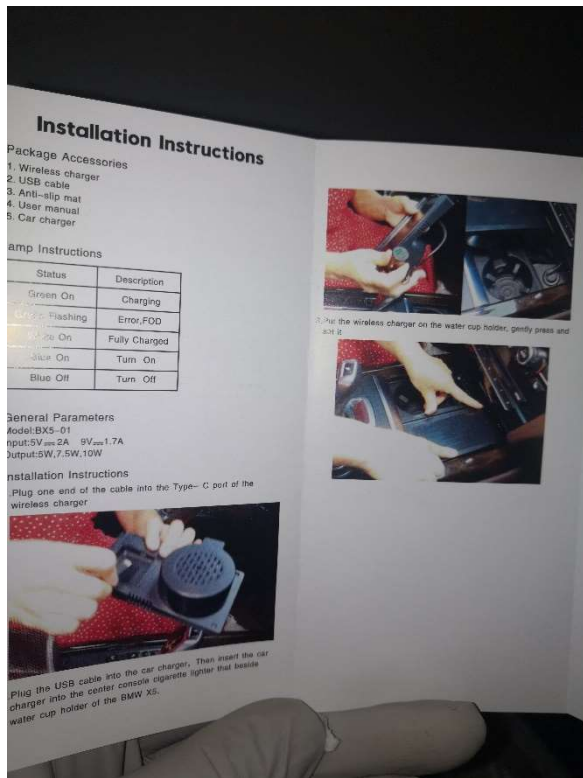 Installation Instructions
Package Accessories
1. Wireless charger
2. USB cable
3. Anti-slip mat
4. User manual
5. Car charger
amp Instructions
Status Description
Green On Charging
Flashing Error,FOD
On Fully Charged
On Turn On
Blue Off Turn Off
General Parameters
Model:BX5-01
nput:5V⎓2A 9V⎓1.7A
Output:5W,7.5W,10W
nstallation Instructions
.Plug one end of the cable into the Type- C port of the
wireless charger
.Plug the USB cable into the car charger, Then insert the car
charger into the center console cigarette lighter that beside
water cup holder of the BMW X5.
.Put the wireless charger on the water cup holder, gently press and
it